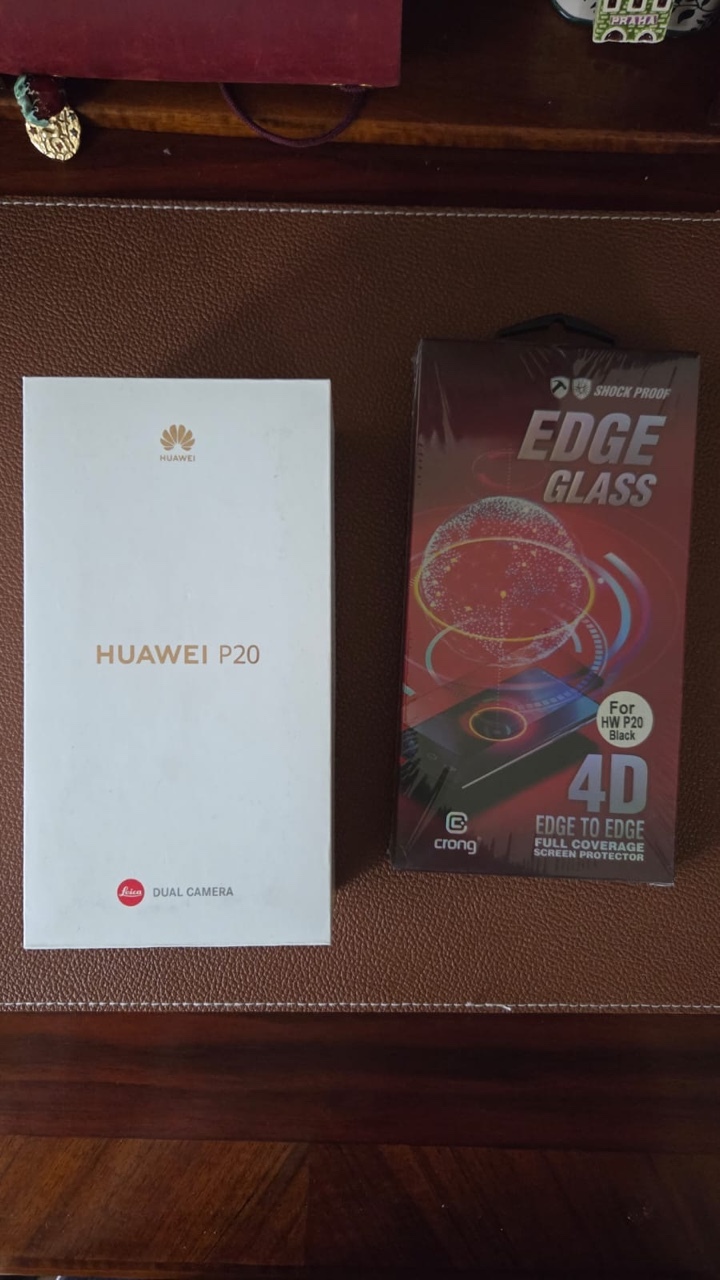 PRAHA
HUAWEI
HUAWEI P20
Leica DUAL CAMERA
SHOCK PROOF
EDGE
GLASS
For
HW P20
Black
4D
EDGE TO EDGE
FULL COVERAGE
SCREEN PROTECTOR
crong®